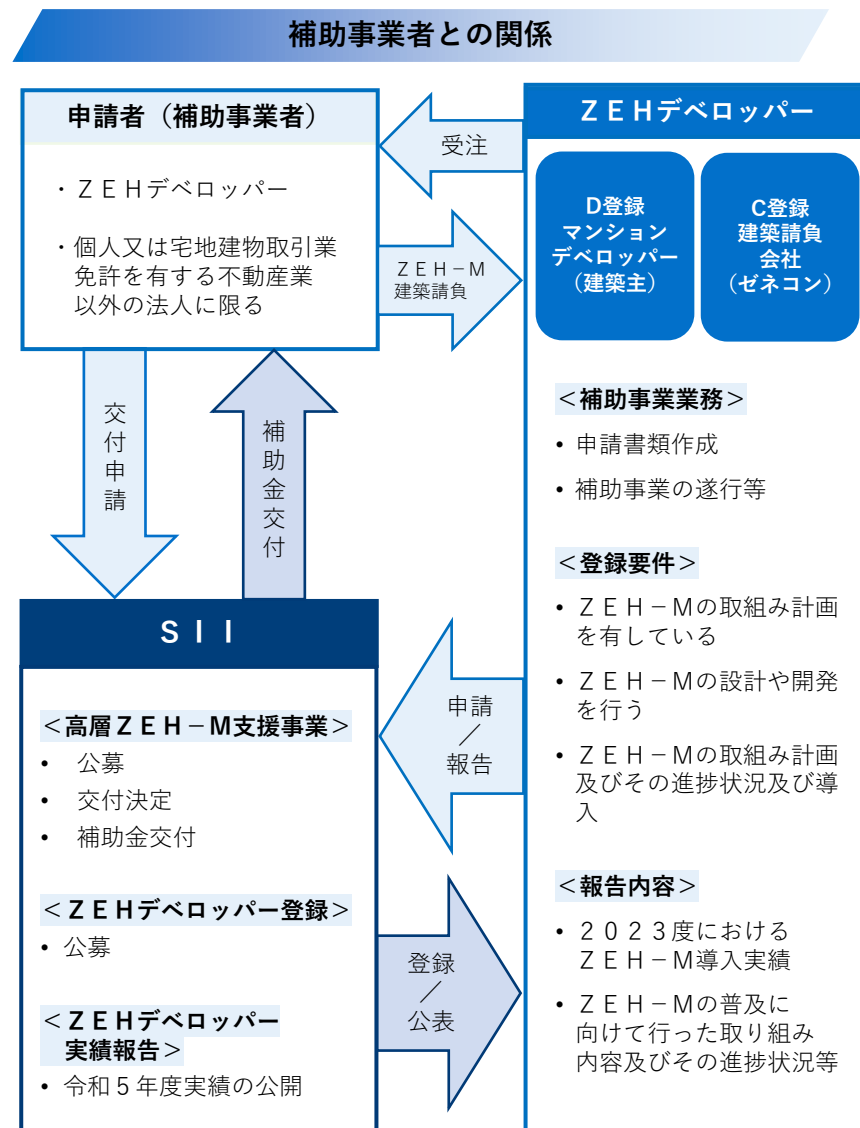 補助事業者との関係
申請者（補助事業者）
・ＺＥＨデベロッパー
・個人又は宅地建物取引業
免許を有する不動産業
以外の法人に限る
受注
ＺＥＨ－Ｍ
建築請負
ＺＥＨデベロッパー
D登録
マンション
デベロッパー
（建築主）
C登録
建築請負
会社
（ゼネコン）
＜補助事業業務＞
• 申請書類作成
• 補助事業の遂行等
＜登録要件＞
• ＺＥＨ－Ｍの取組み計画
を有している
• ＺＥＨ－Ｍの設計や開発
を行う
• ＺＥＨ－Ｍの取組み計画
及びその進捗状況及び導
入
＜報告内容＞
• ２０２３度における
ＺＥＨ－Ｍ導入実績
• ＺＥＨ－Ｍの普及に
向けて行った取り組み
内容及びその進捗状況等
交付申請
補助金交付
ＳＩＩ
＜高層ＺＥＨ－Ｍ支援事業＞
• 公募
• 交付決定
• 補助金交付
＜ＺＥＨデベロッパー登録＞
• 公募
＜ＺＥＨデベロッパー
実績報告＞
• 令和５年度実績の公開
申請
／
報告
登録
／
公表